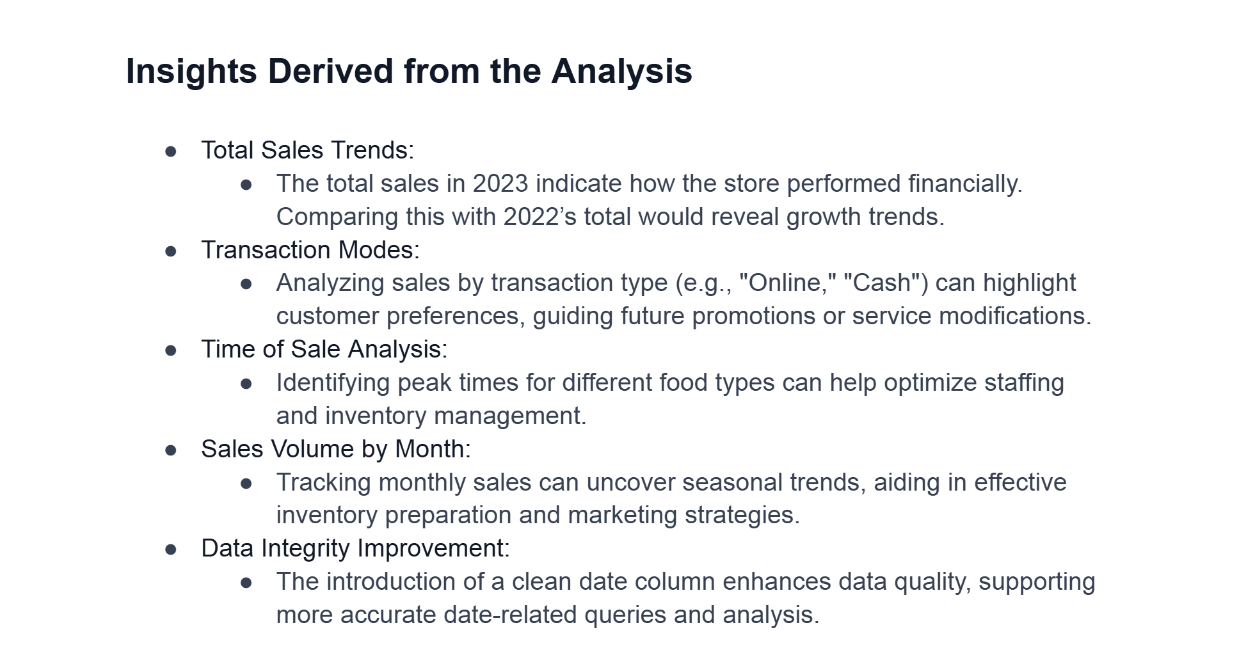 Insights Derived from the Analysis
● Total Sales Trends:
● The total sales in 2023 indicate how the store performed financially.
Comparing this with 2022’s total would reveal growth trends.
● Transaction Modes:
● Analyzing sales by transaction type (e.g., "Online," "Cash") can highlight
customer preferences, guiding future promotions or service modifications.
● Time of Sale Analysis:
● Identifying peak times for different food types can help optimize staffing
and inventory management.
● Sales Volume by Month:
● Tracking monthly sales can uncover seasonal trends, aiding in effective
inventory preparation and marketing strategies.
● Data Integrity Improvement:
● The introduction of a clean date column enhances data quality, supporting
more accurate date-related queries and analysis.